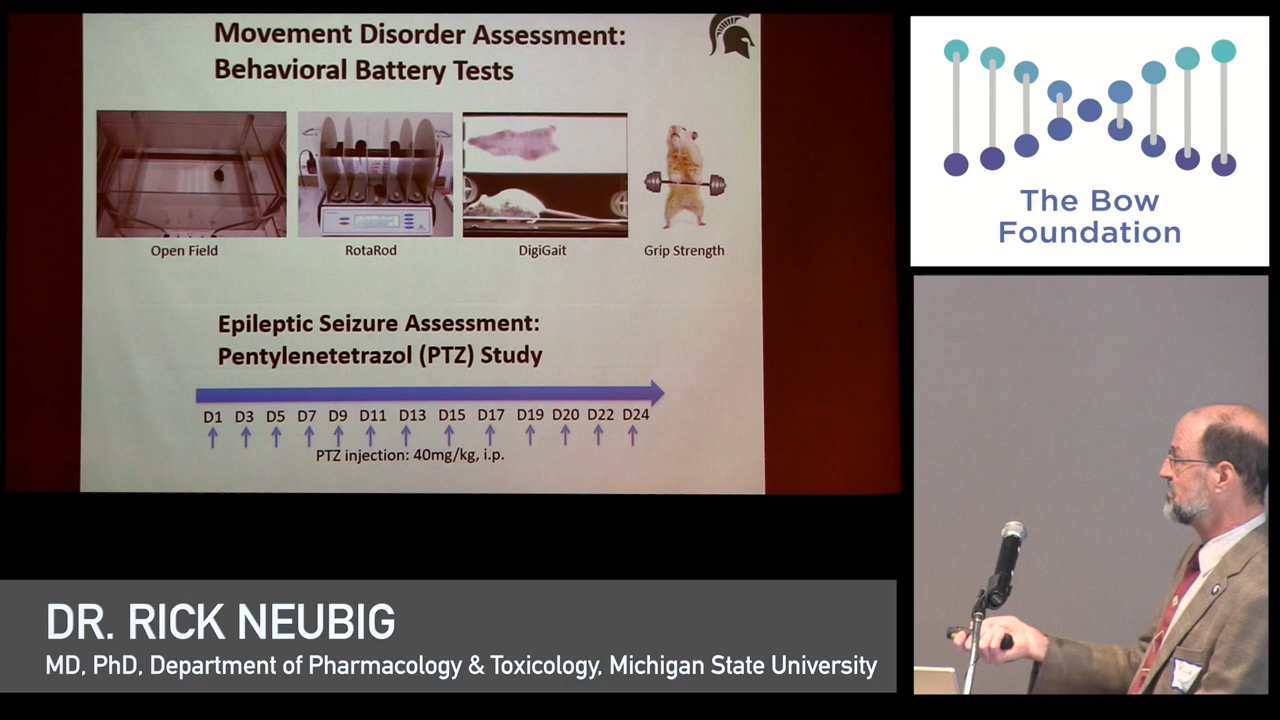 Movement Disorder Assessment:
Behavioral Battery Tests
Open Field
RotaRod
DigiGait
Grip Strength
Epileptic Seizure Assessment:
Pentylenetetrazol (PTZ) Study
D1 D3 D5 D7 D9 D11 D13 D15 D17 D19 D20 D22 D24
PTZ injection: 40mg/kg, i.p.
The Bow
Foundation
DR. RICK NEUBIG
MD, PhD, Department of Pharmacology & Toxicology, Michigan State University